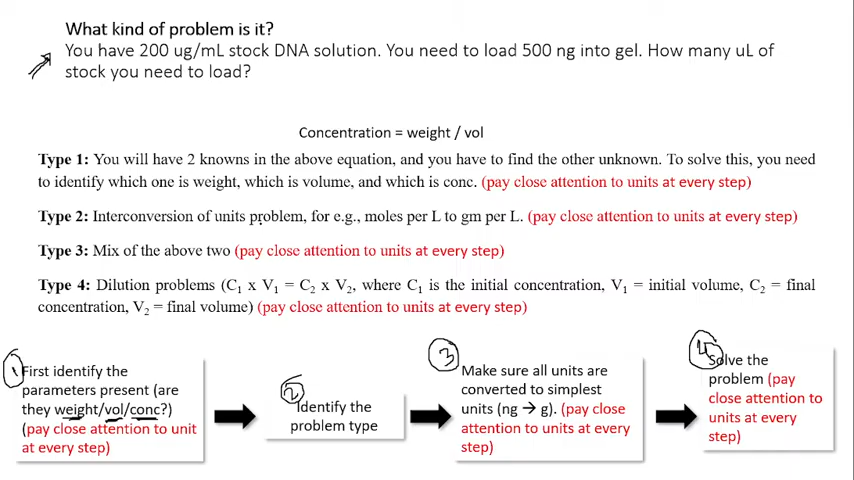 What kind of problem is it?
You have 200 ug/mL stock DNA solution. You need to load 500 ng into gel. How many uL of
stock you need to load?
Concentration = weight / vol
Type 1: You will have 2 knowns in the above equation, and you have to find the other unknown. To solve this, you need
to identify which one is weight, which is volume, and which is conc. (pay close attention to units at every step)
Type 2: Interconversion of units problem, for e.g., moles per L to gm per L. (pay close attention to units at every step)
Type 3: Mix of the above two (pay close attention to units at every step)
Type 4: Dilution problems (C₁ x V₁ = C₂ x V₂, where C₁ is the initial concentration, V₁ = initial volume, C₂ = final
concentration, V₂ = final volume) (pay close attention to units at every step)
1
First identify the
parameters present (are
they weight/vol/conc?)
(pay close attention to unit
at every step)
2
Identify the
problem type
3
Make sure all units are
converted to simplest
units (ng → g). (pay close
attention to units at every
step)
4
Solve the
problem (pay
close attention to
units at every
step)